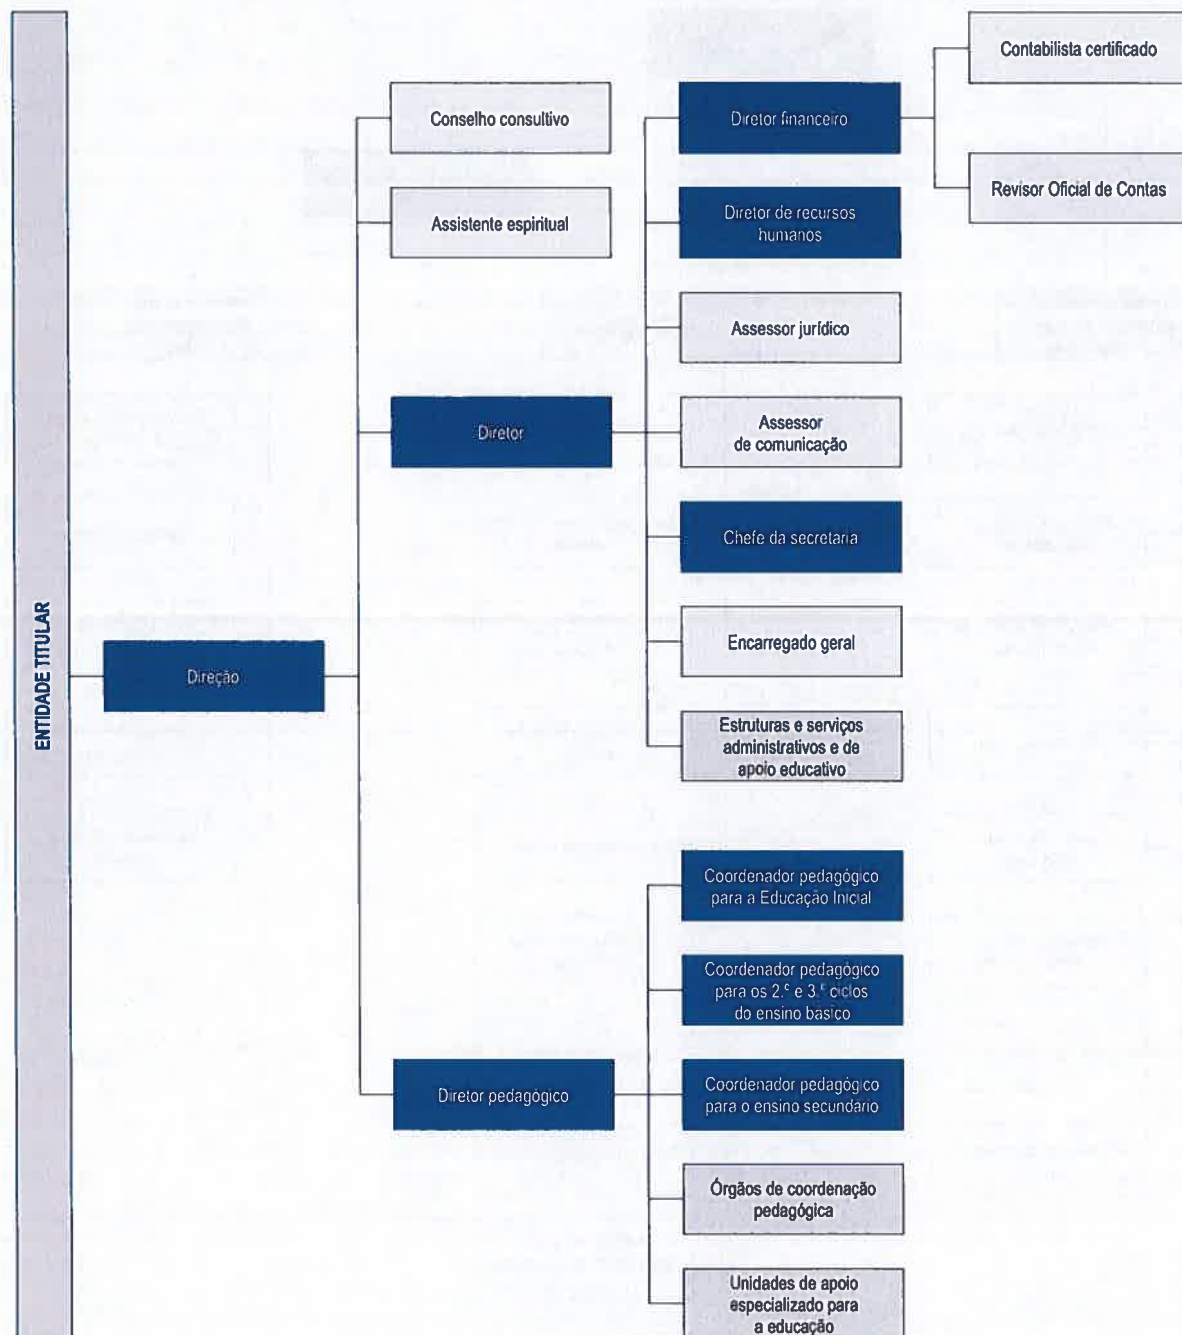 ENTIDADE TITULAR
Direção
Conselho consultivo
Assistente espiritual
Diretor
Diretor pedagógico
Diretor financeiro
Diretor de recursos
humanos
Assessor jurídico
Assessor
de comunicação
Chefe da secretaria
Encarregado geral
Estruturas e serviços
administrativos e de
apoio educativo
Coordenador pedagógico
para a Educação Inicial
Coordenador pedagógico
para os 2.º e 3.º ciclos
do ensino básico
Coordenador pedagógico
para o ensino secundário
Órgãos de coordenação
pedagógica
Unidades de apoio
especializado para
a educação
Contabilista certificado
Revisor Oficial de Contas